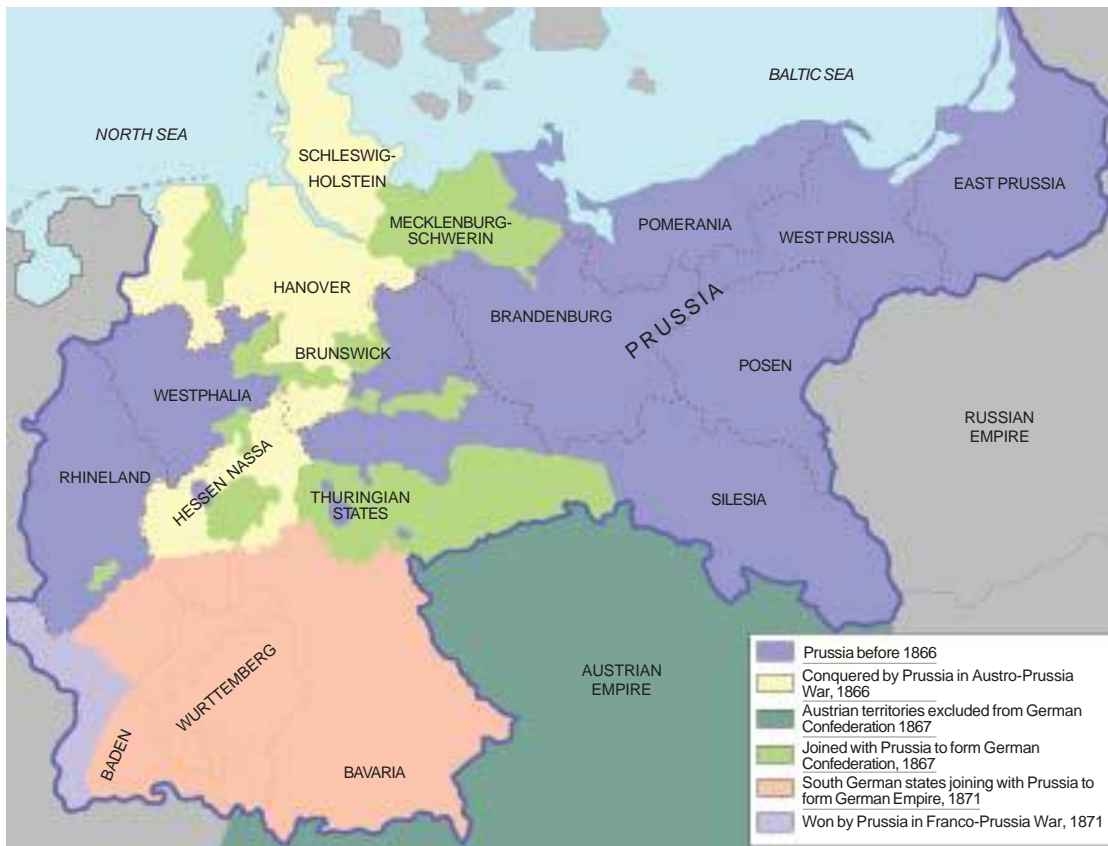 BALTIC SEA
NORTH SEA
SCHLESWIG-
HOLSTEIN
EAST PRUSSIA
MECKLENBURG-
SCHWERIN
POMERANIA
WEST PRUSSIA
HANOVER
BRANDENBURG
PRUSSIA
BRUNSWICK
POSEN
WESTPHALIA
RUSSIAN
EMPIRE
RHINELAND
HESSEN NASSA
THURINGIAN
STATES
SILESIA
AUSTRIAN
EMPIRE
WURTTEMBERG
BADEN
BAVARIA
Prussia before 1866
Conquered by Prussia in Austro-Prussia
War, 1866
Austrian territories excluded from German
Confederation 1867
Joined with Prussia to form German
Confederation, 1867
South German states joining with Prussia to
form German Empire, 1871
Won by Prussia in Franco-Prussia War, 1871